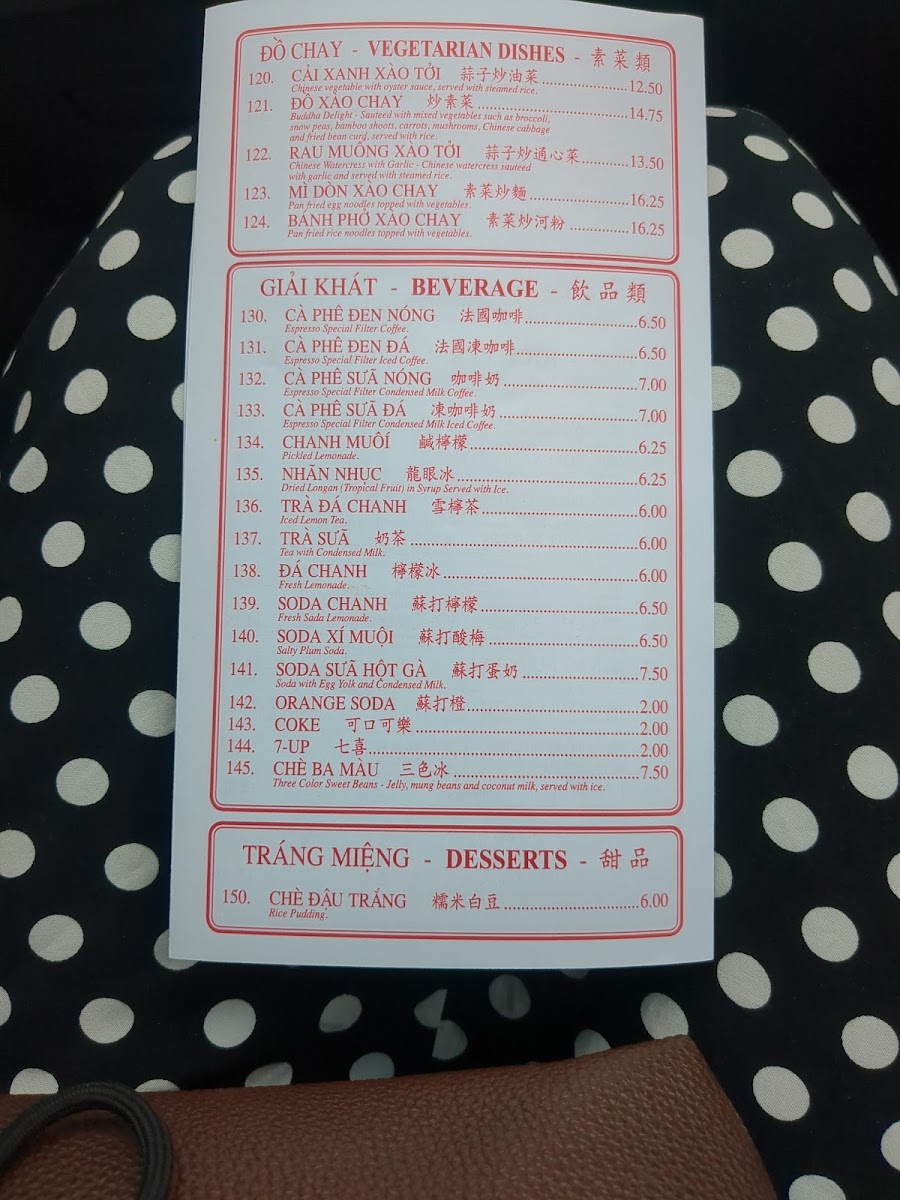 ĐỒ CHAY - VEGETARIAN DISHES - 素菜類
120. CẢI XANH XÀO TỎI 蒜子炒油菜 12.50
Chinese vegetable with oyster sauce, served with steamed rice.
121. ĐỒ XÀO CHAY 炒素菜 14.75
Buddha Delight - Sauteed with mixed vegetables such as broccoli,
snow peas, bamboo shoots, carrots, mushrooms, Chinese cabbage
and fried bean curd, served with rice.
122. RAU MUỐNG XÀO TỎI 蒜子炒通心菜 13.50
Chinese Watercress with Garlic - Chinese watercress sauteed
with garlic and served with steamed rice.
123. MÌ DÒN XÀO CHAY 素菜炒麵 16.25
Pan fried egg noodles topped with vegetables.
124. BÁNH PHỞ XÀO CHAY 素菜炒河粉 16.25
Pan fried rice noodles topped with vegetables.
GIẢI KHÁT - BEVERAGE - 飲品類
130. CÀ PHÊ ĐEN NÓNG 法國咖啡 6.50
Espresso Special Filter Coffee.
131. CÀ PHÊ ĐEN ĐÁ 法國凍咖啡 6.50
Espresso Special Filter Iced Coffee.
132. CÀ PHÊ SƯÃ NÓNG 咖啡奶 7.00
Espresso Special Filter Condensed Milk Coffee.
133. CÀ PHÊ SƯÃ ĐÁ 凍咖啡奶 7.00
Espresso Special Filter Condensed Milk Iced Coffee.
134. CHANH MUÔÍ 鹹檸檬 6.25
Pickled Lemonade.
135. NHÃN NHỤC 龍眼冰 6.25
Dried Longan (Tropical Fruit) in Syrup Served with Ice.
136. TRÀ ĐÁ CHANH 雪檸茶 6.00
Iced Lemon Tea.
137. TRÀ SƯÃ 奶茶 6.00
Tea with Condensed Milk.
138. ĐÁ CHANH 檸檬冰 6.00
Fresh Lemonade.
139. SODA CHANH 蘇打檸檬 6.50
Fresh Sada Lemonade.
140. SODA XÍ MUỘI 蘇打酸梅 6.50
Salty Plum Soda.
141. SODA SƯÃ HỘT GÀ 蘇打蛋奶 7.50
Soda with Egg Yolk and Condensed Milk.
142. ORANGE SODA 蘇打橙 2.00
143. COKE 可口可樂 2.00
144. 7-UP 七喜 2.00
145. CHÈ BA MÀU 三色冰 7.50
Three Color Sweet Beans - Jelly, mung beans and coconut milk, served with ice.
TRÁNG MIỆNG - DESSERTS - 甜品
150. CHÈ ĐẬU TRẮNG 糯米白豆 6.00
Rice Pudding.